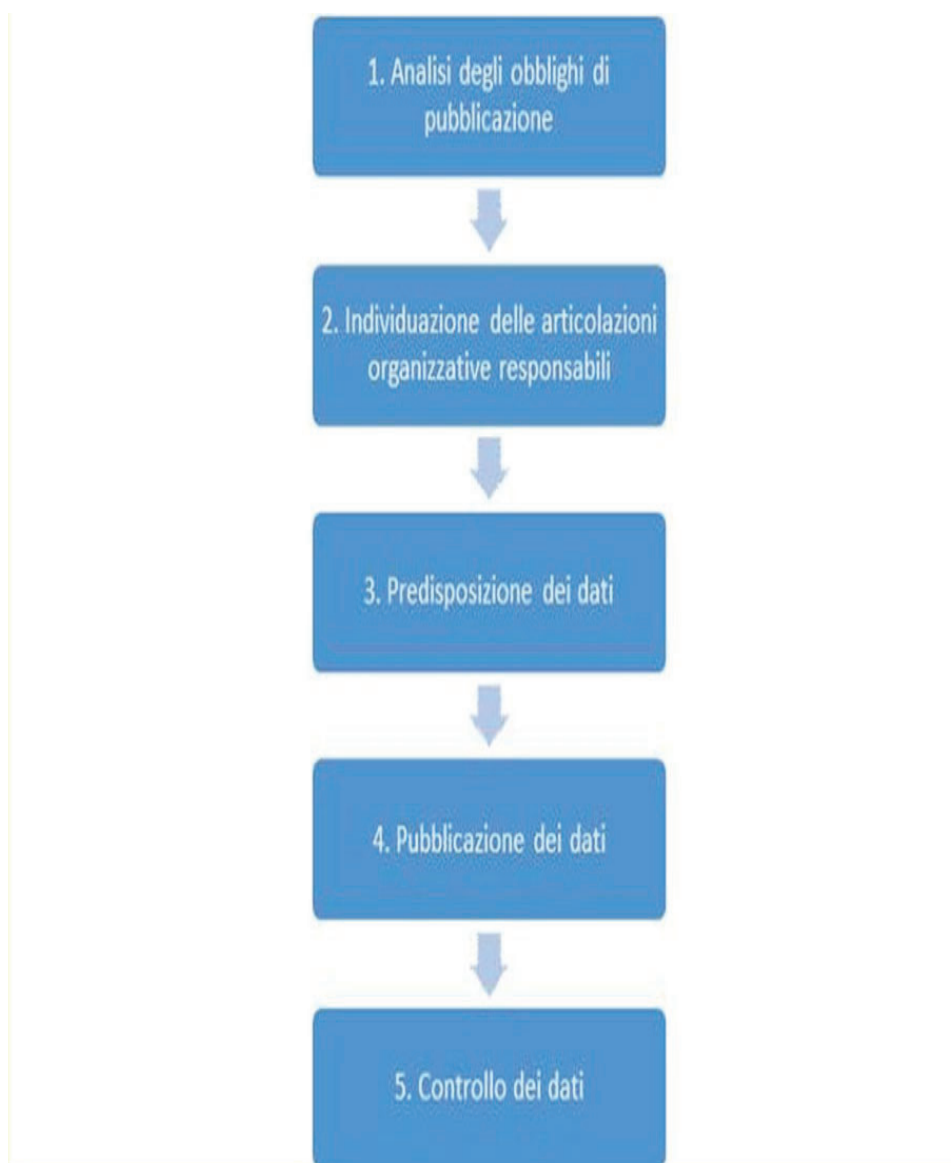 1. Analisi degli obblighi di
pubblicazione
2. Individuazione delle articolazioni
organizzative responsabili
3. Predisposizione dei dati
4. Pubblicazione dei dati
5. Controllo dei dati